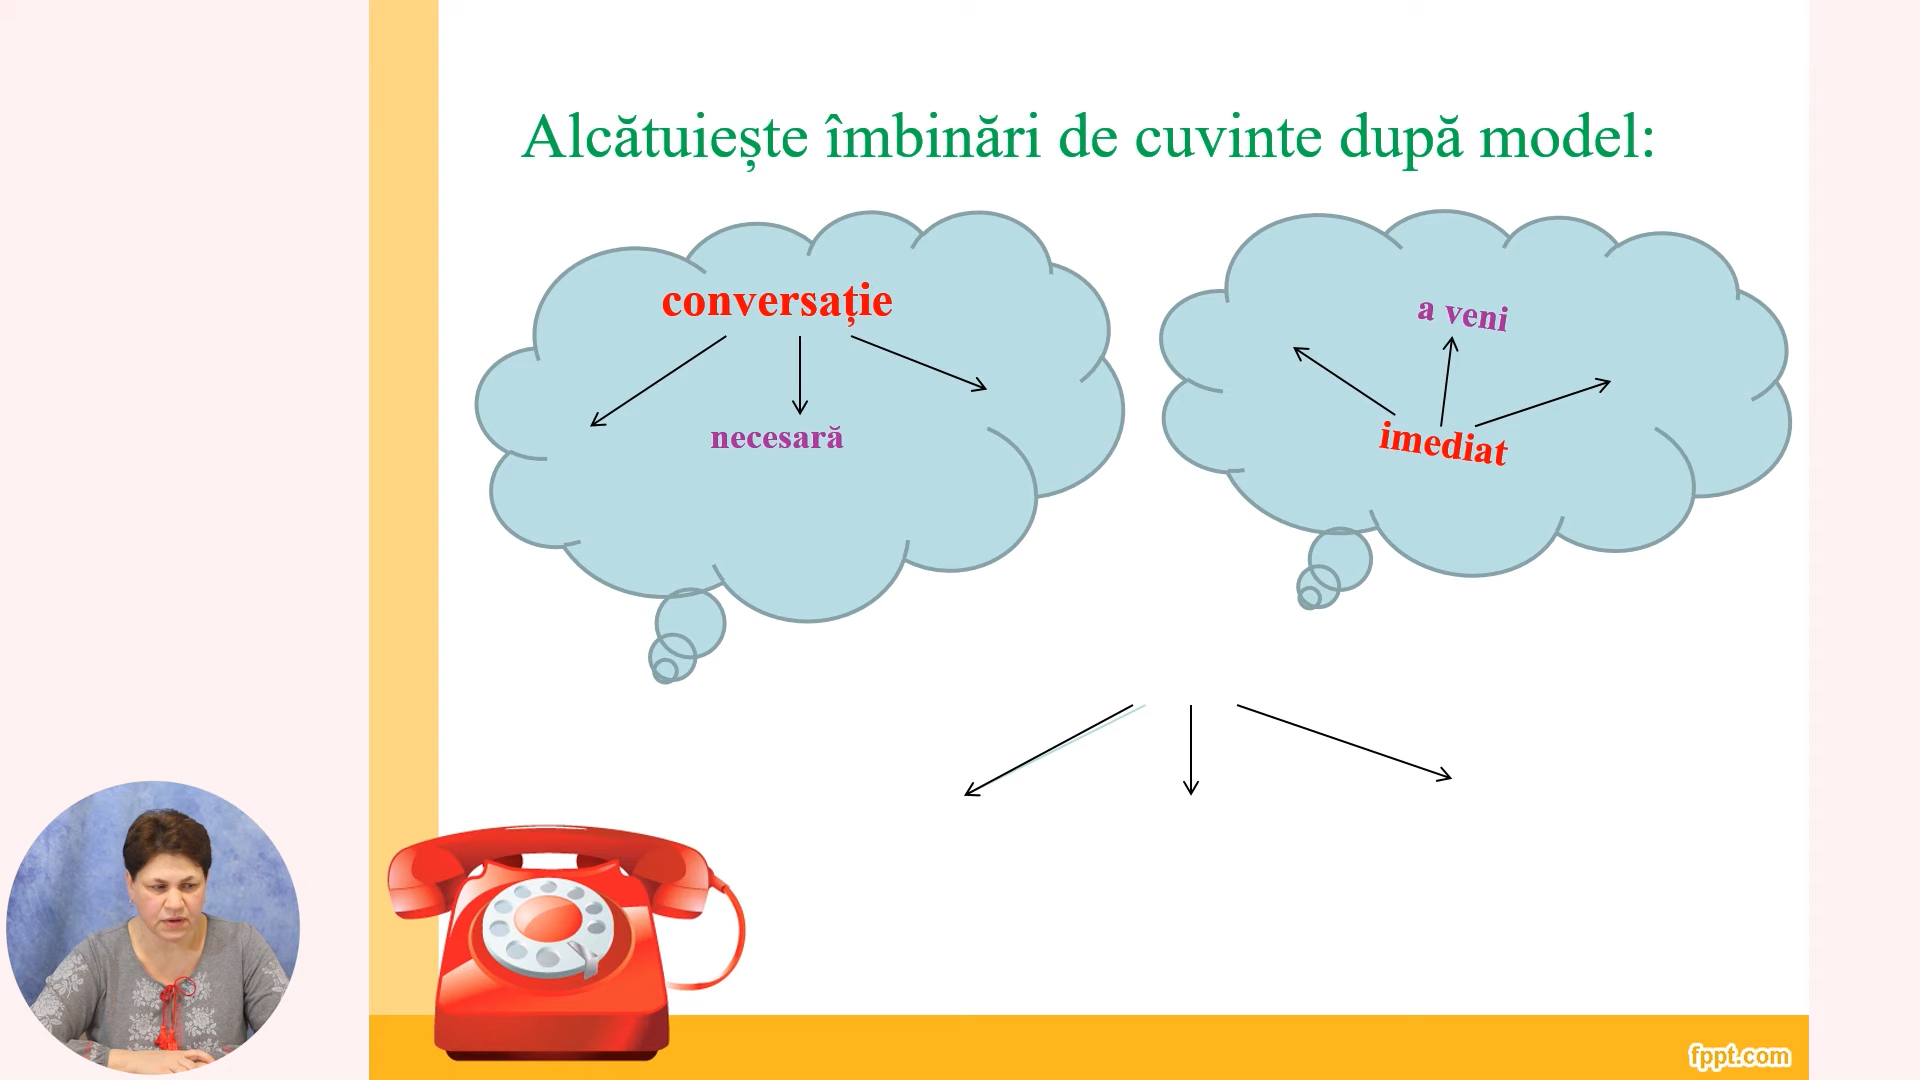 Alcătuiește îmbinări de cuvinte după model:
conversație
necesară
a veni
imediat
fppt.com